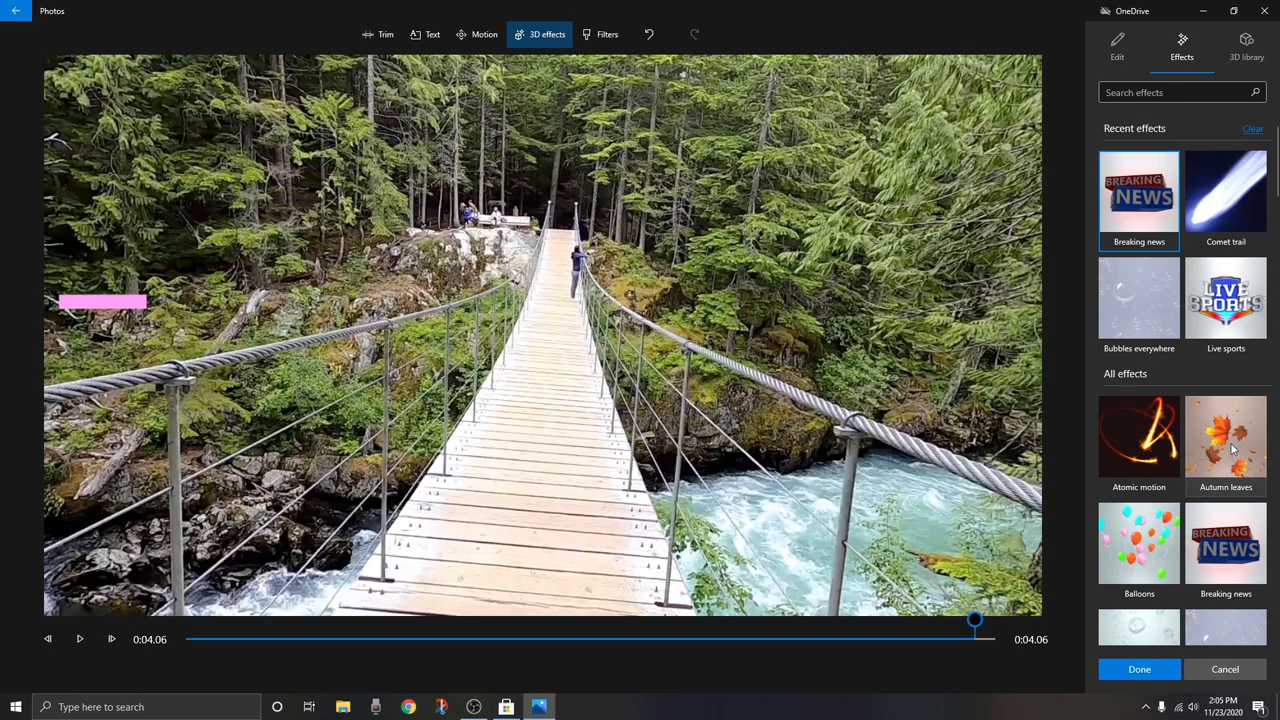 Photos
OneDrive
Trim
Text
Motion
3D effects
Filters
Edit
Effects
3D library
Search effects
Recent effects
Clear
BREAKING
NEWS
Breaking news
Comet trail
LIVE
SPORTS
Bubbles everywhere
Live sports
All effects
Atomic motion
Autumn leaves
BREAKING
NEWS
Balloons
Breaking news
0:04.06
0:04.06
Done
Cancel
Type here to search
2:05 PM
11/23/2020
1